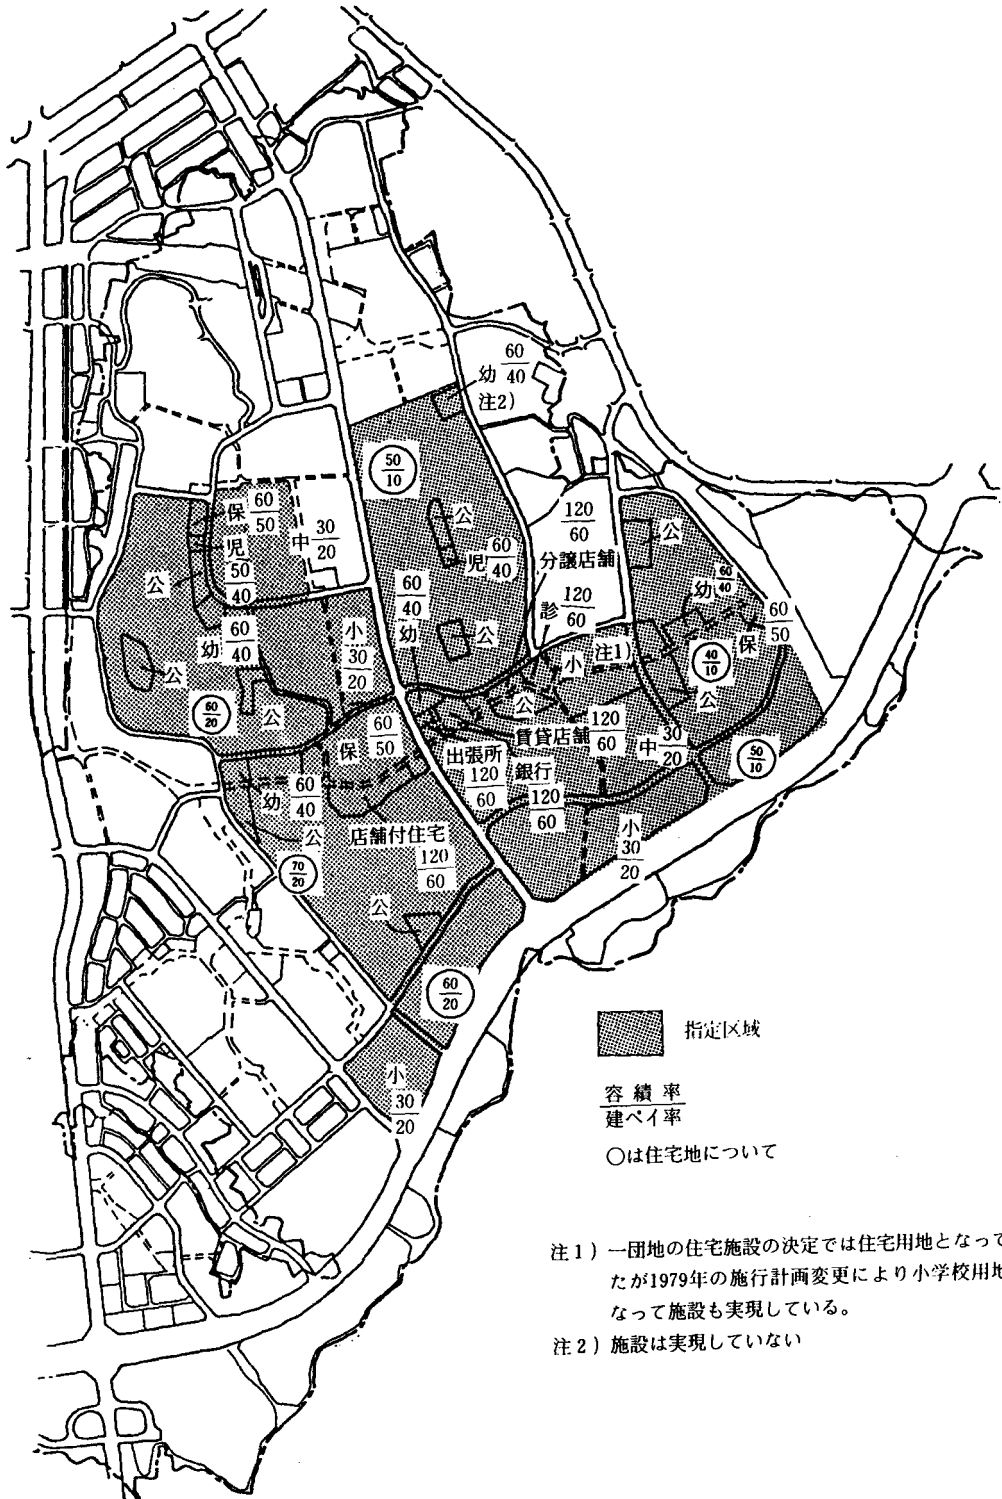 60
40
幼
注2)
50
10
公
児
60
40
120
60
分譲店舗
診
120
60
公
幼
60
40
60
50
保
40
10
公
保
60
50
児
50
40
中
30
20
公
幼
60
40
公
60
20
公
小
30
20
60
40
幼
公
小
注1)
公
賃貸店舗
120
60
中
30
20
50
10
保
60
50
出張所
120
60
銀行
120
60
幼
60
40
公
店舗付住宅
120
60
70
20
公
小
30
20
60
20
小
30
20
指定区域
容積率
建ペイ率
○は住宅地について
注1) 一団地の住宅施設の決定では住宅用地となって
たが1979年の施行計画変更により小学校用地
なって施設も実現している。
注2) 施設は実現していない